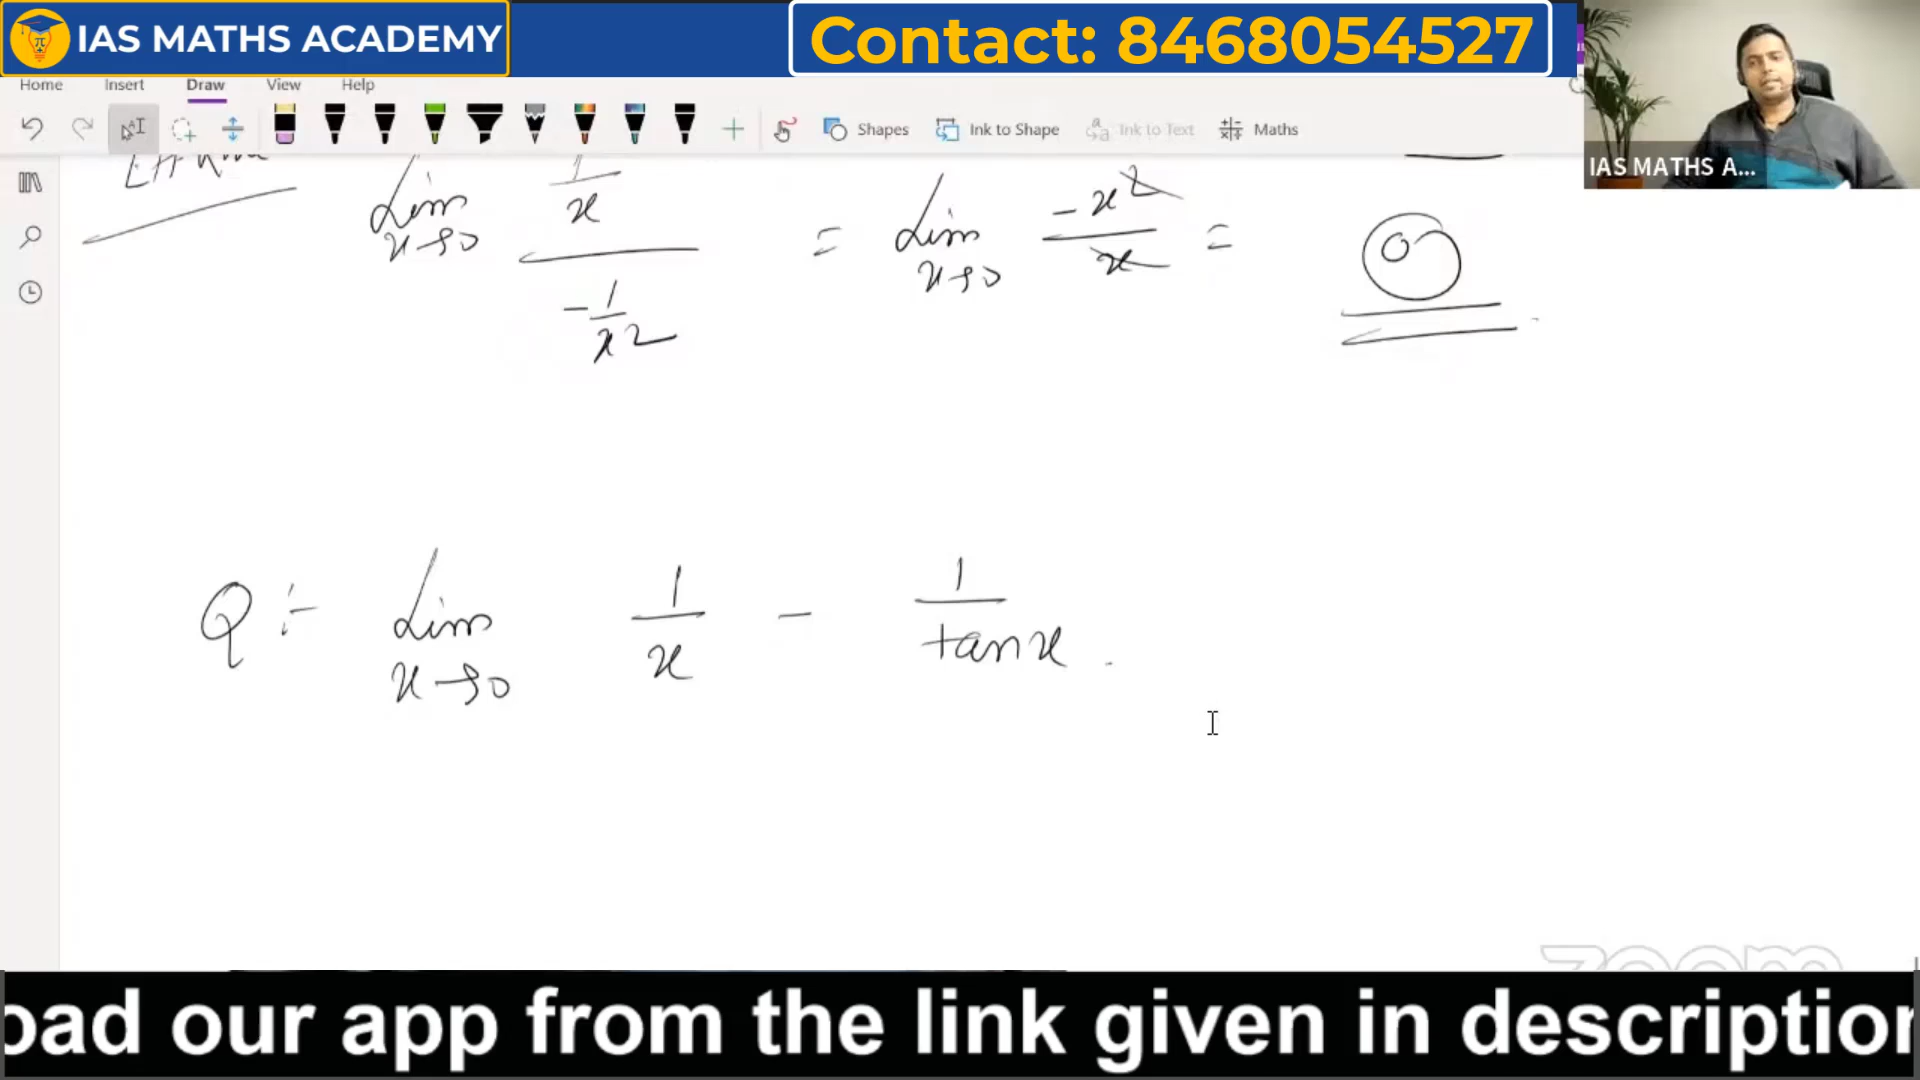 IAS MATHS ACADEMY
Contact: 8468054527
Home Insert Draw View Help
Shapes Ink to Shape Ink to Text Maths
IAS MATHS A...
Lim x→0 1/x / -1/x2 = Lim x→0 -x2/x = 0
Q:- Lim x→0 1/x - 1/tanx.
zoom
oad our app from the link given in description